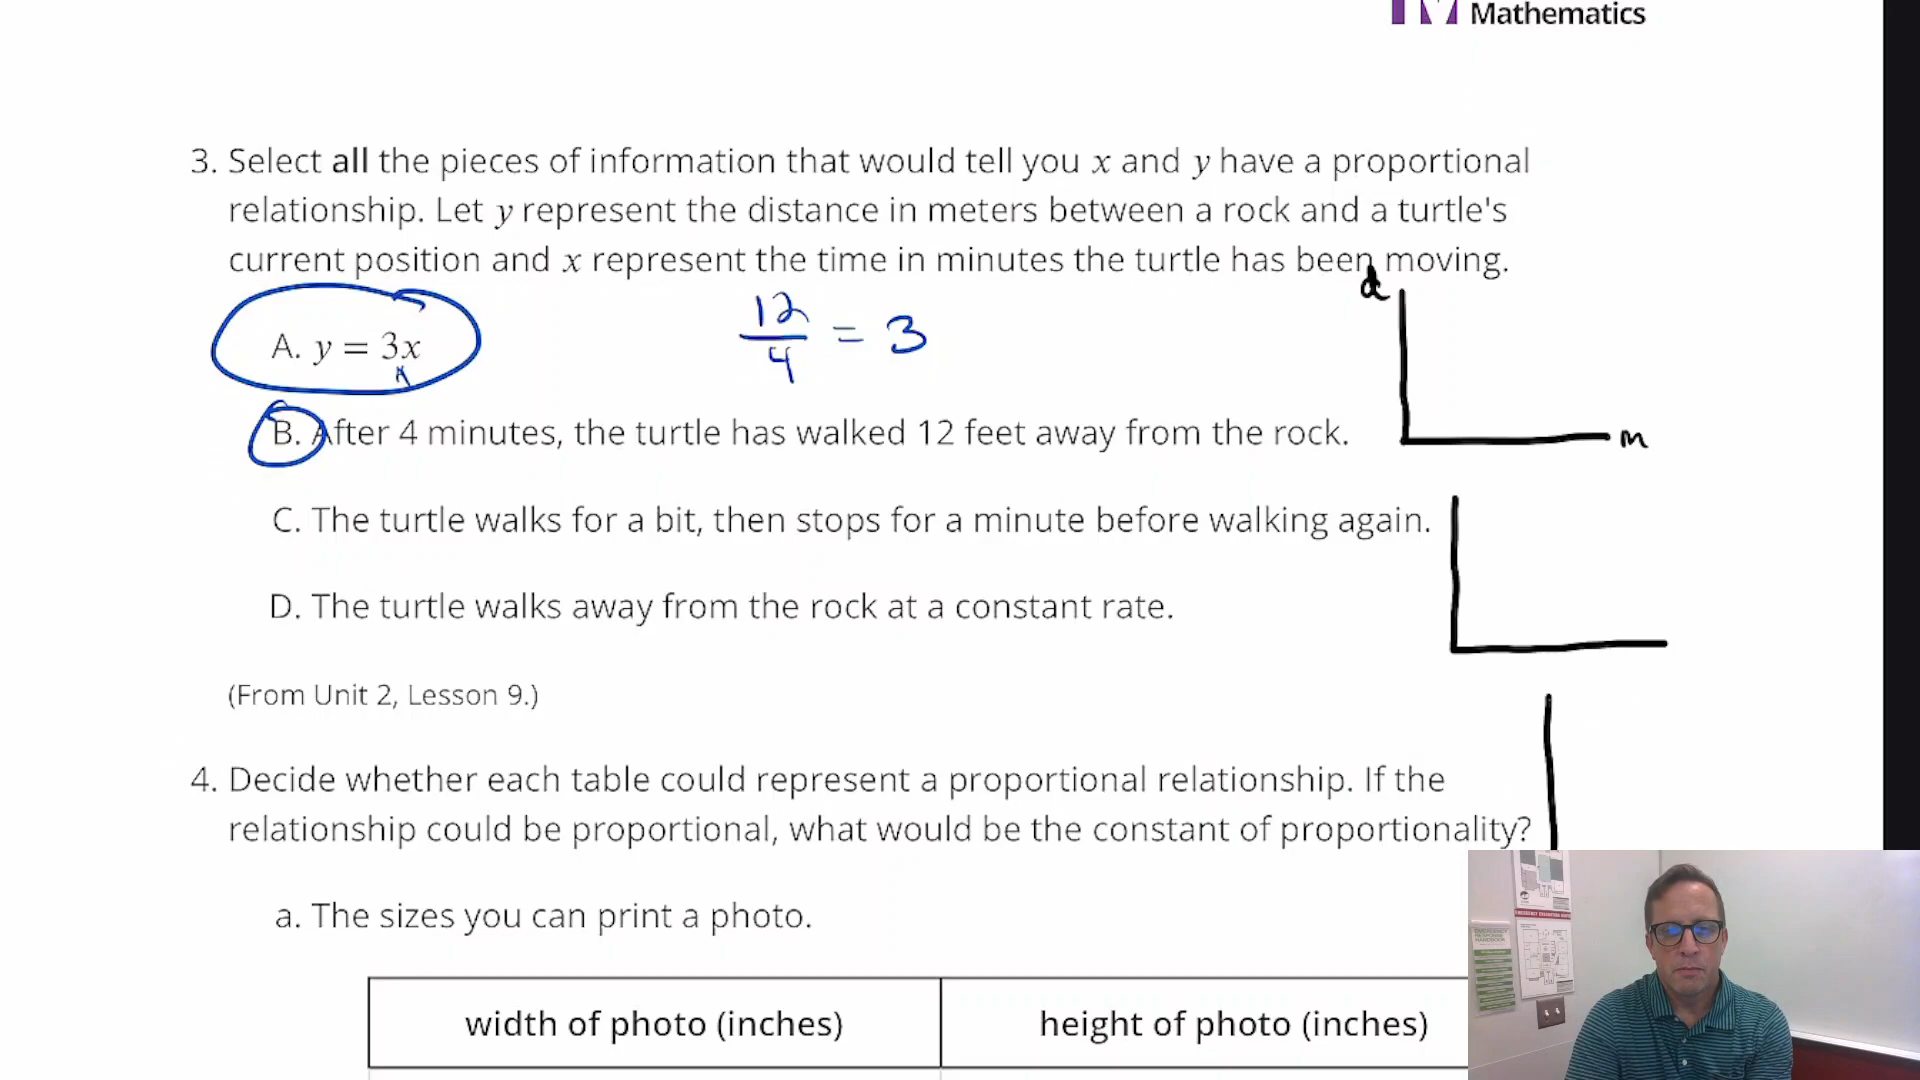 Mathematics
3. Select all the pieces of information that would tell you x and y have a proportional
relationship. Let y represent the distance in meters between a rock and a turtle's
current position and x represent the time in minutes the turtle has been moving.
d
A. y = 3x
12
4
= 3
B. After 4 minutes, the turtle has walked 12 feet away from the rock.
m
C. The turtle walks for a bit, then stops for a minute before walking again.
D. The turtle walks away from the rock at a constant rate.
(From Unit 2, Lesson 9.)
4. Decide whether each table could represent a proportional relationship. If the
relationship could be proportional, what would be the constant of proportionality?
a. The sizes you can print a photo.
width of photo (inches)
height of photo (inches)